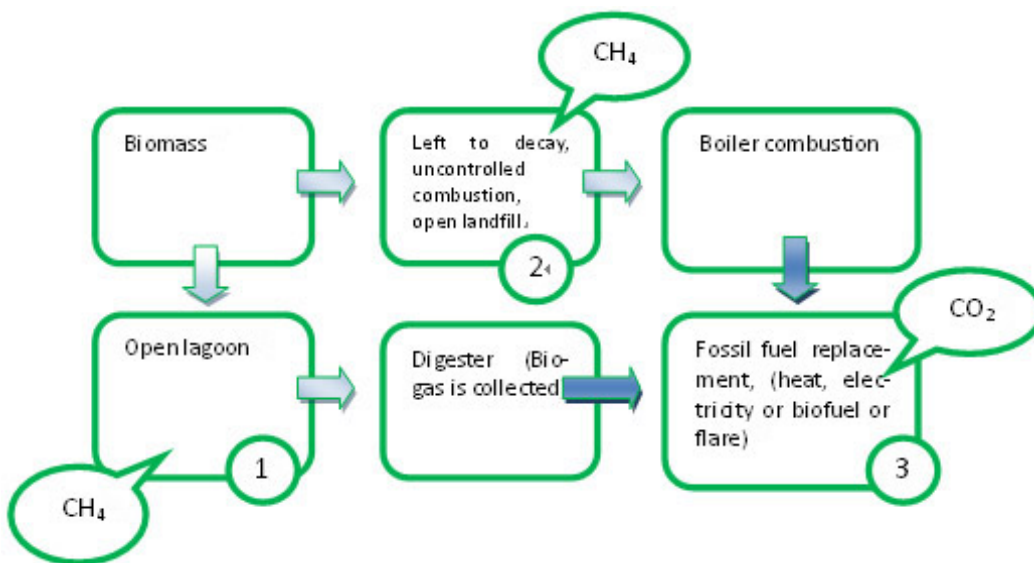 CH₄
Biomass
Left to decay,
uncontrolled
combustion,
open landfill.
2
Boiler combustion
CO₂
Open lagoon
1
CH₄
Digester (Bio-
gas is collected
Fossil fuel replace-
ment, (heat, elec-
tricity or biofuel or
flare)
3